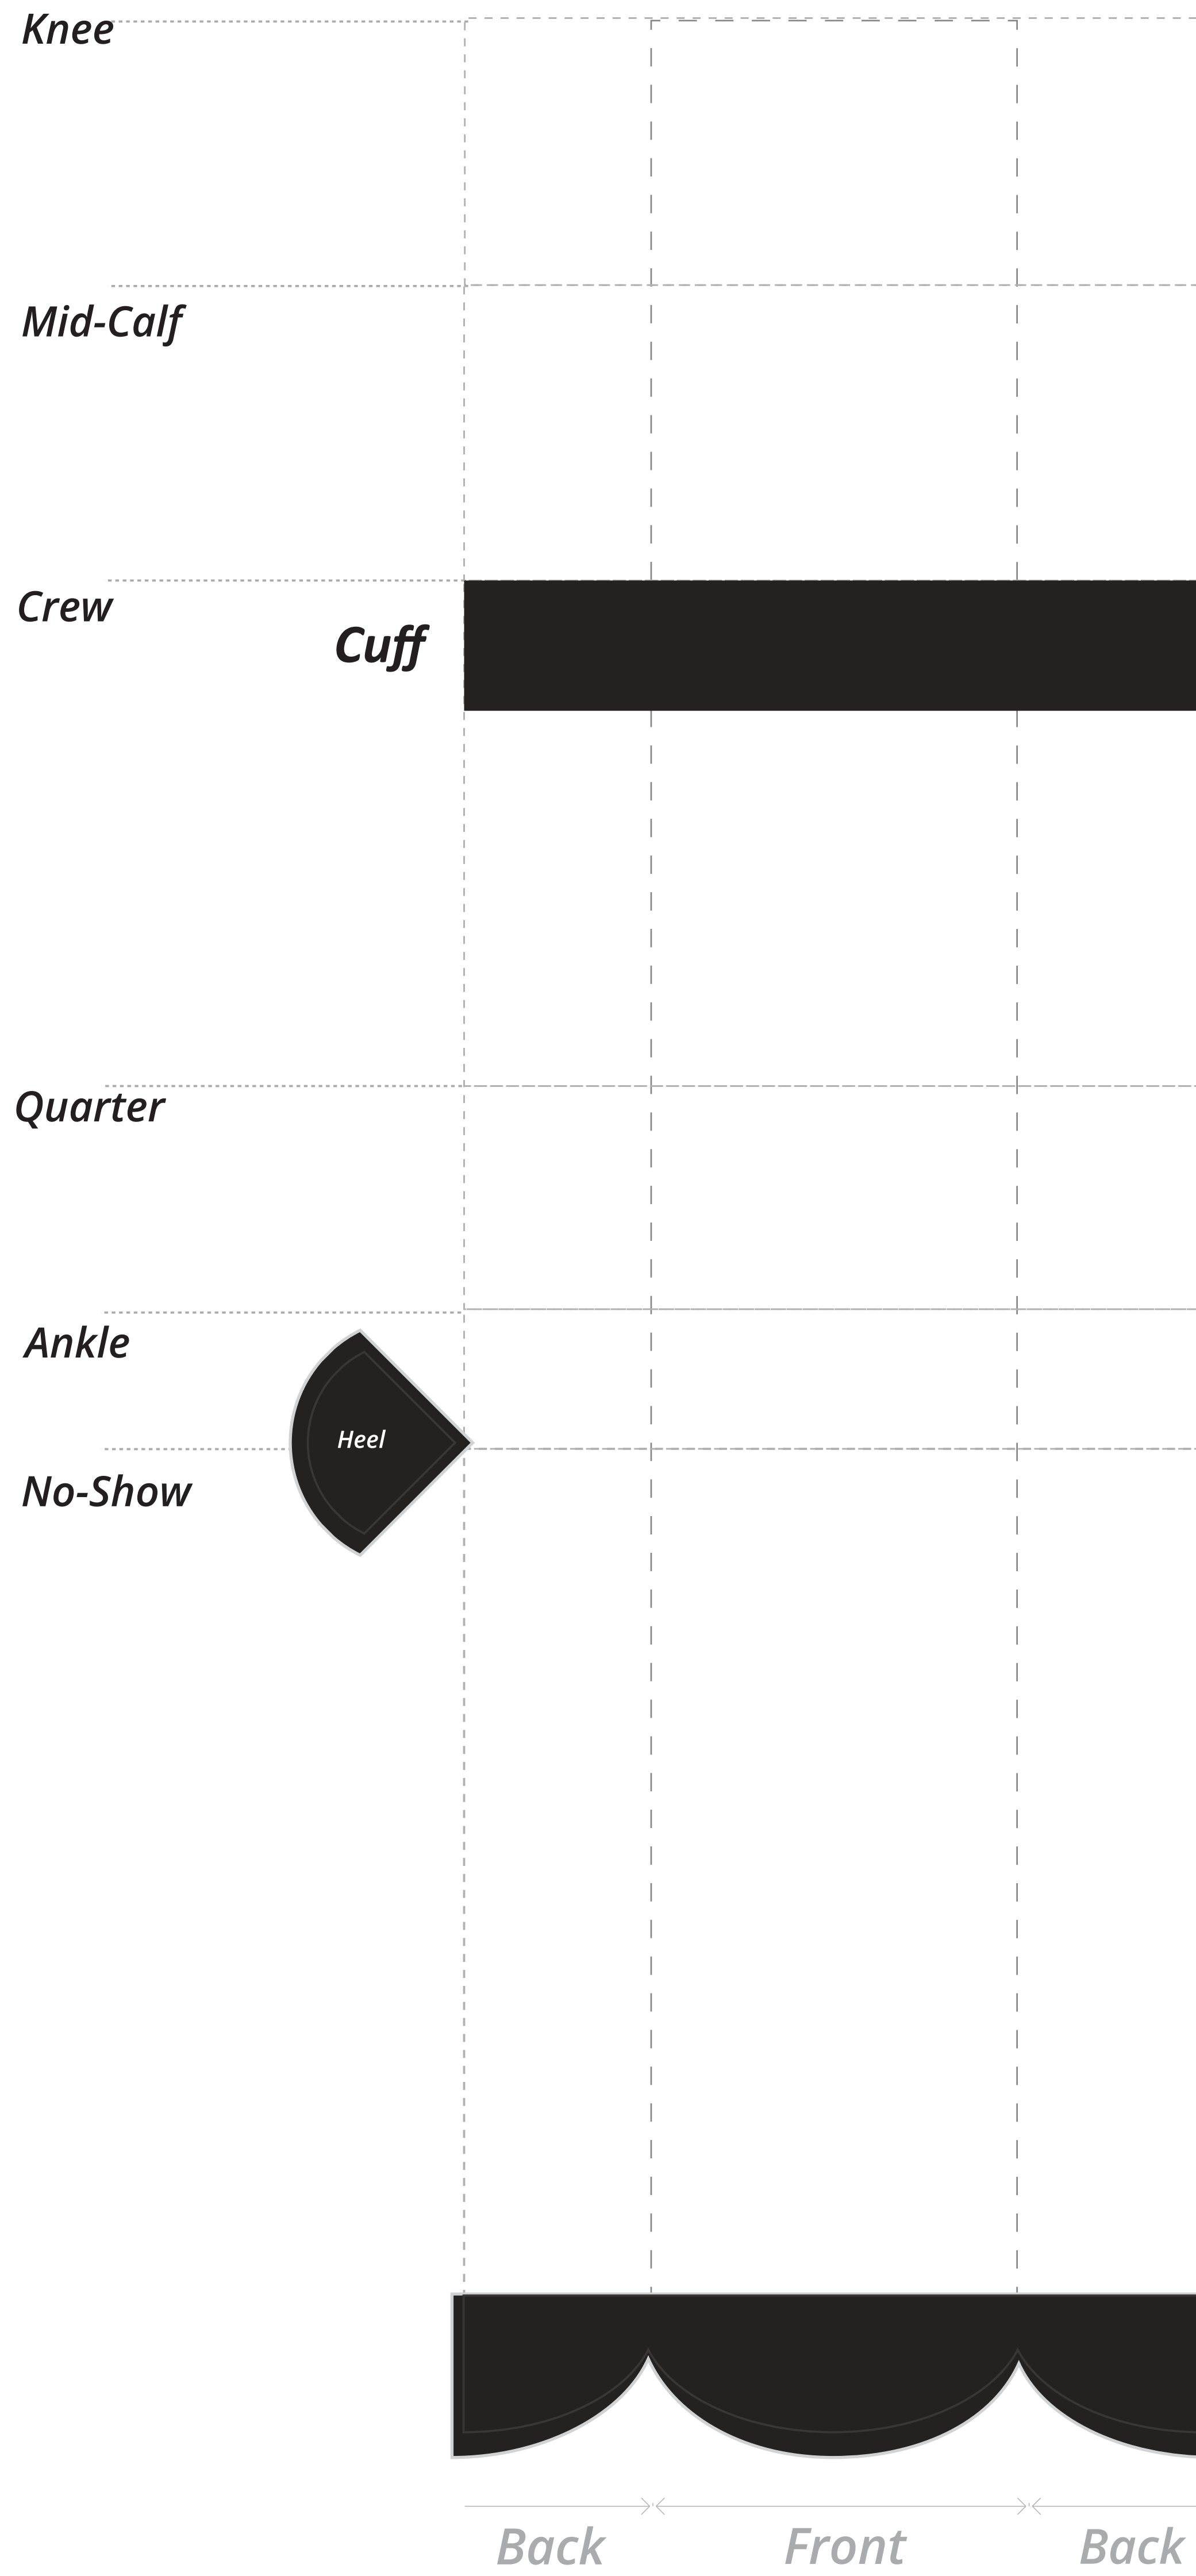 Knee
Mid-Calf
Crew
Cuff
Quarter
Ankle
Heel
No-Show
Back
Front
Back